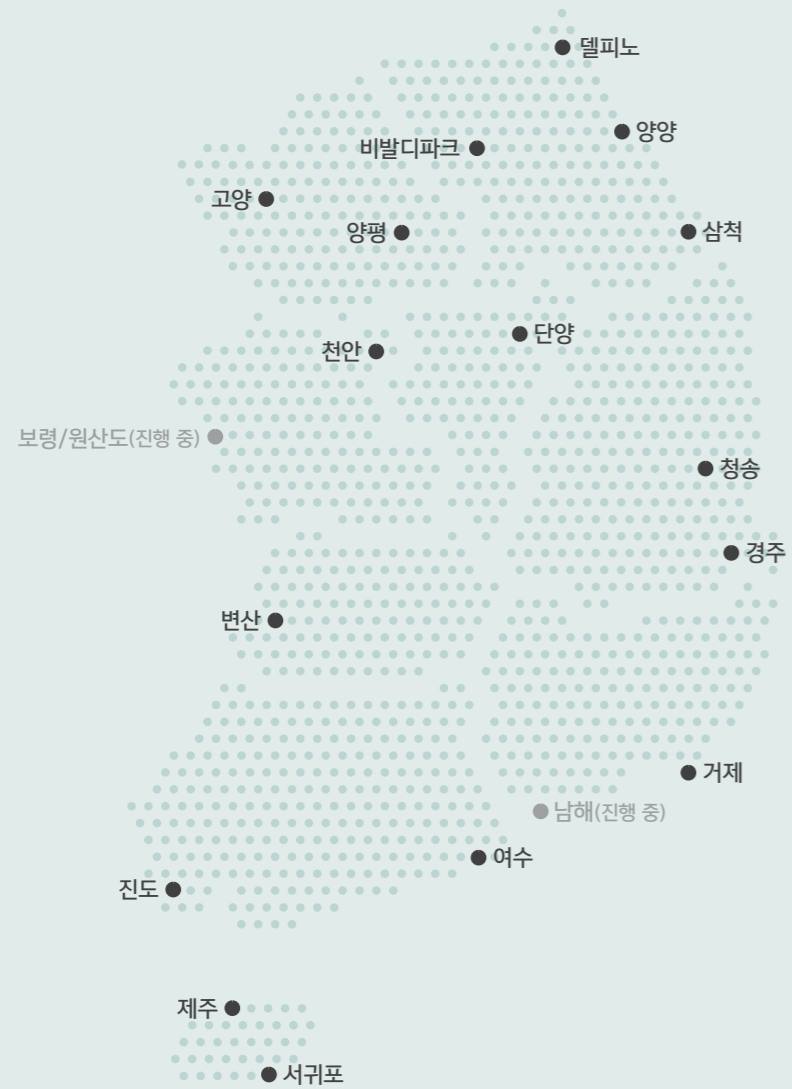 델피노
양양
비발디파크
고양
양평
삼척
단양
천안
보령/원산도(진행 중)
청송
경주
변산
거제
남해(진행 중)
여수
진도
제주
서귀포